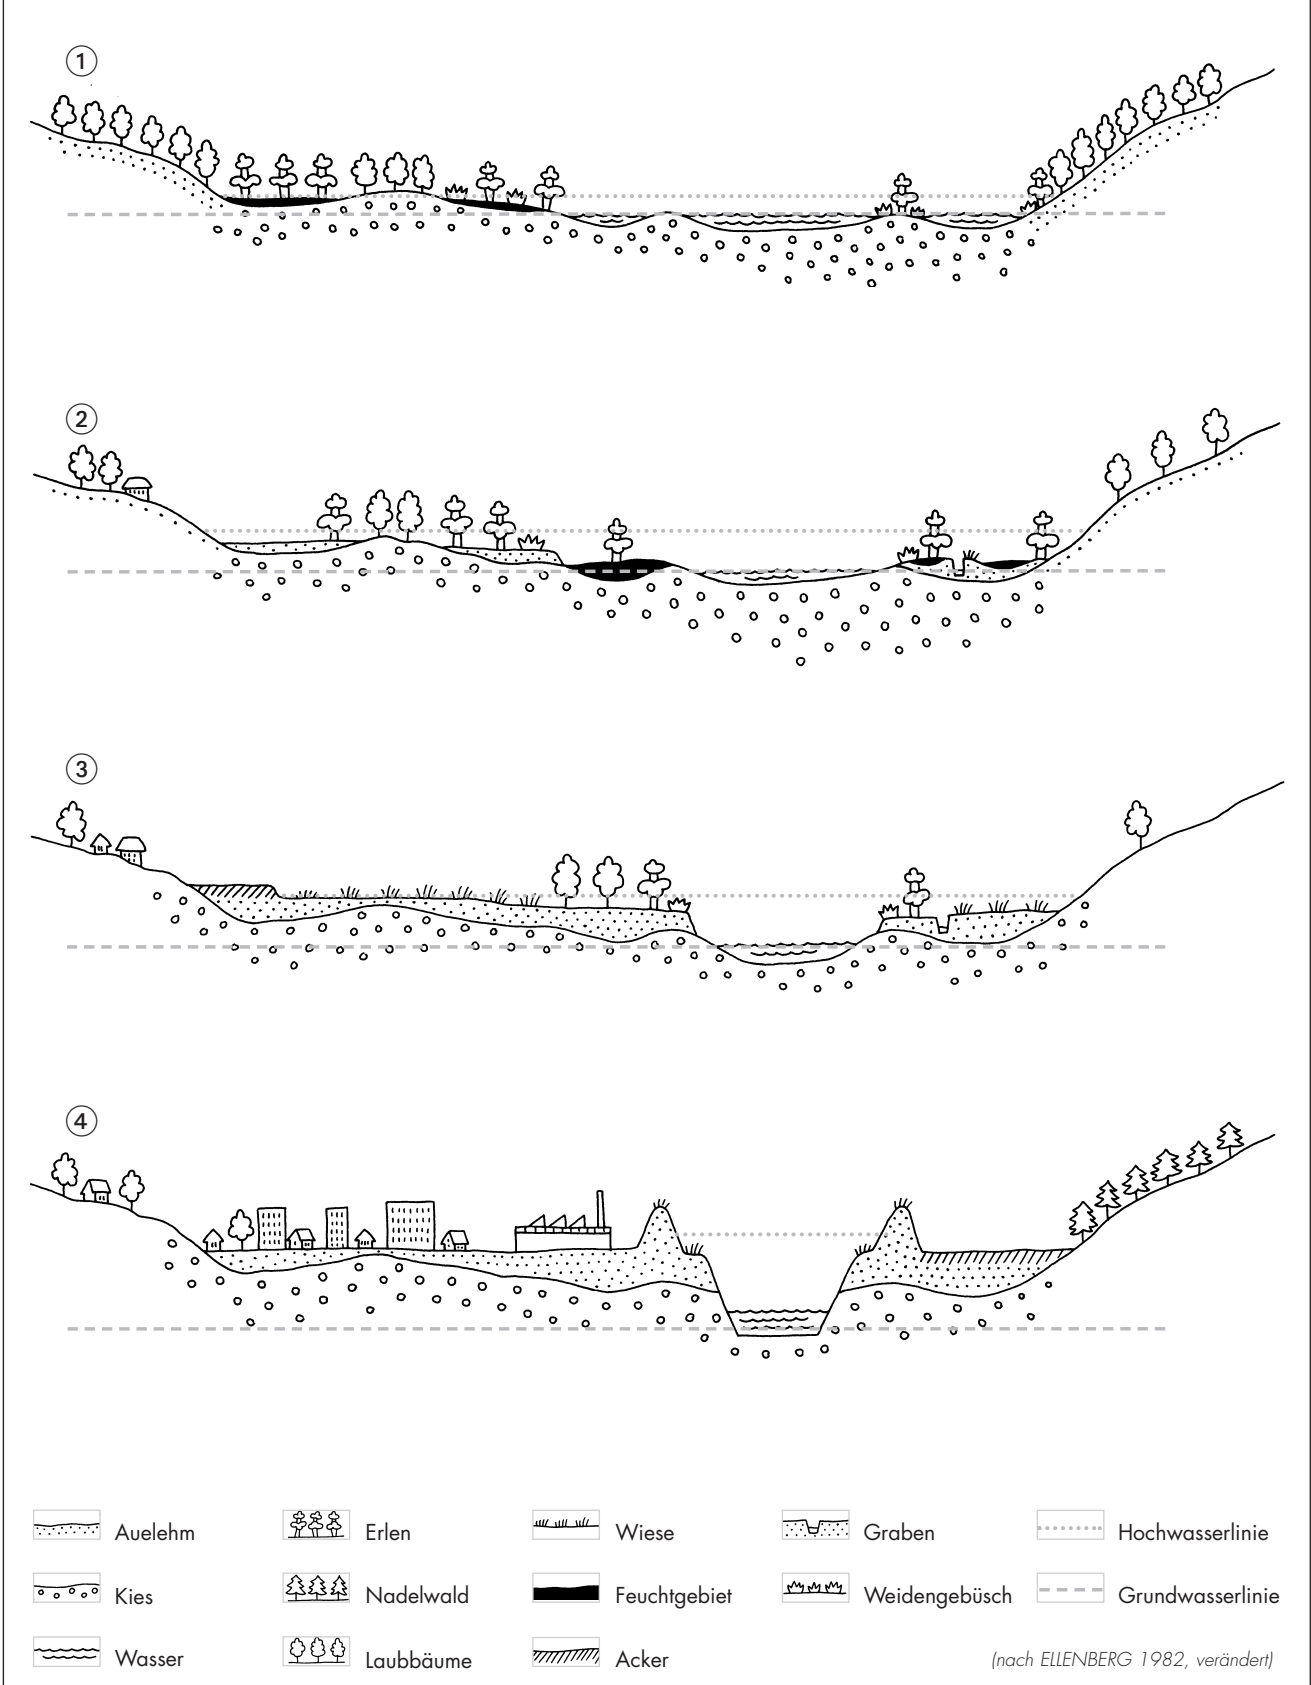 1
2
3
4
Auelehm
Erlen
Wiese
Graben
Hochwasserlinie
Kies
Nadelwald
Feuchtgebiet
Weidengebüsch
Grundwasserlinie
Wasser
Laubbäume
Acker
(nach ELLENBERG 1982, verändert)